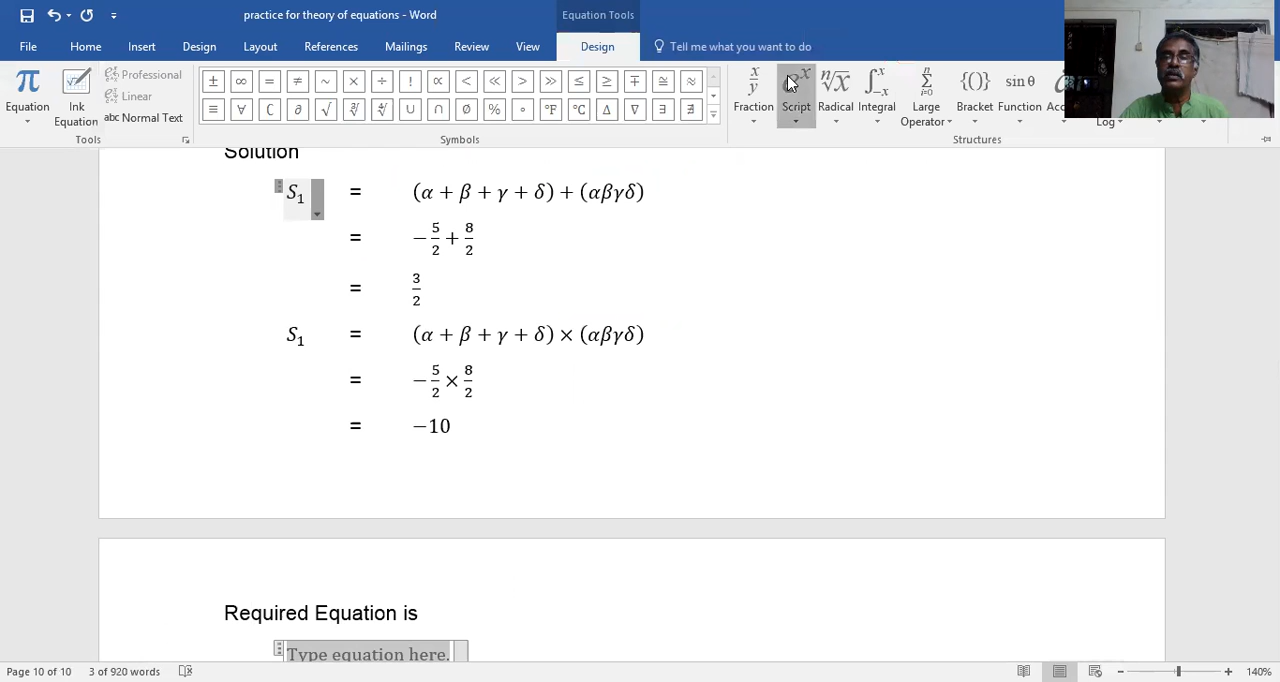 practice for theory of equations - Word
Equation Tools
File Home Insert Design Layout References Mailings Review View Design Tell me what you want to do
π Equation
Ink Equation
Professional
Linear
abc Normal Text
Tools
± ∞ = ≠ ~ × ÷ ! ∝ < ≪ > ≫ ≤ ≥ ∓ ≅ ≈
≡ ∀ ∁ ∂ √ ∛ ∜ ∪ ∩ ∅ % ° °F °C ∆ ∇ ∃ ∄
Symbols
Fraction Script Radical Integral Large Operator Bracket Function
Log
Structures
Solution
S₁ = (α + β + γ + δ) + (αβγδ)
= −5/2 + 8/2
= 3/2
S₁ = (α + β + γ + δ) × (αβγδ)
= −5/2 × 8/2
= −10
Required Equation is
Type equation here.
Page 10 of 10 3 of 920 words 140%